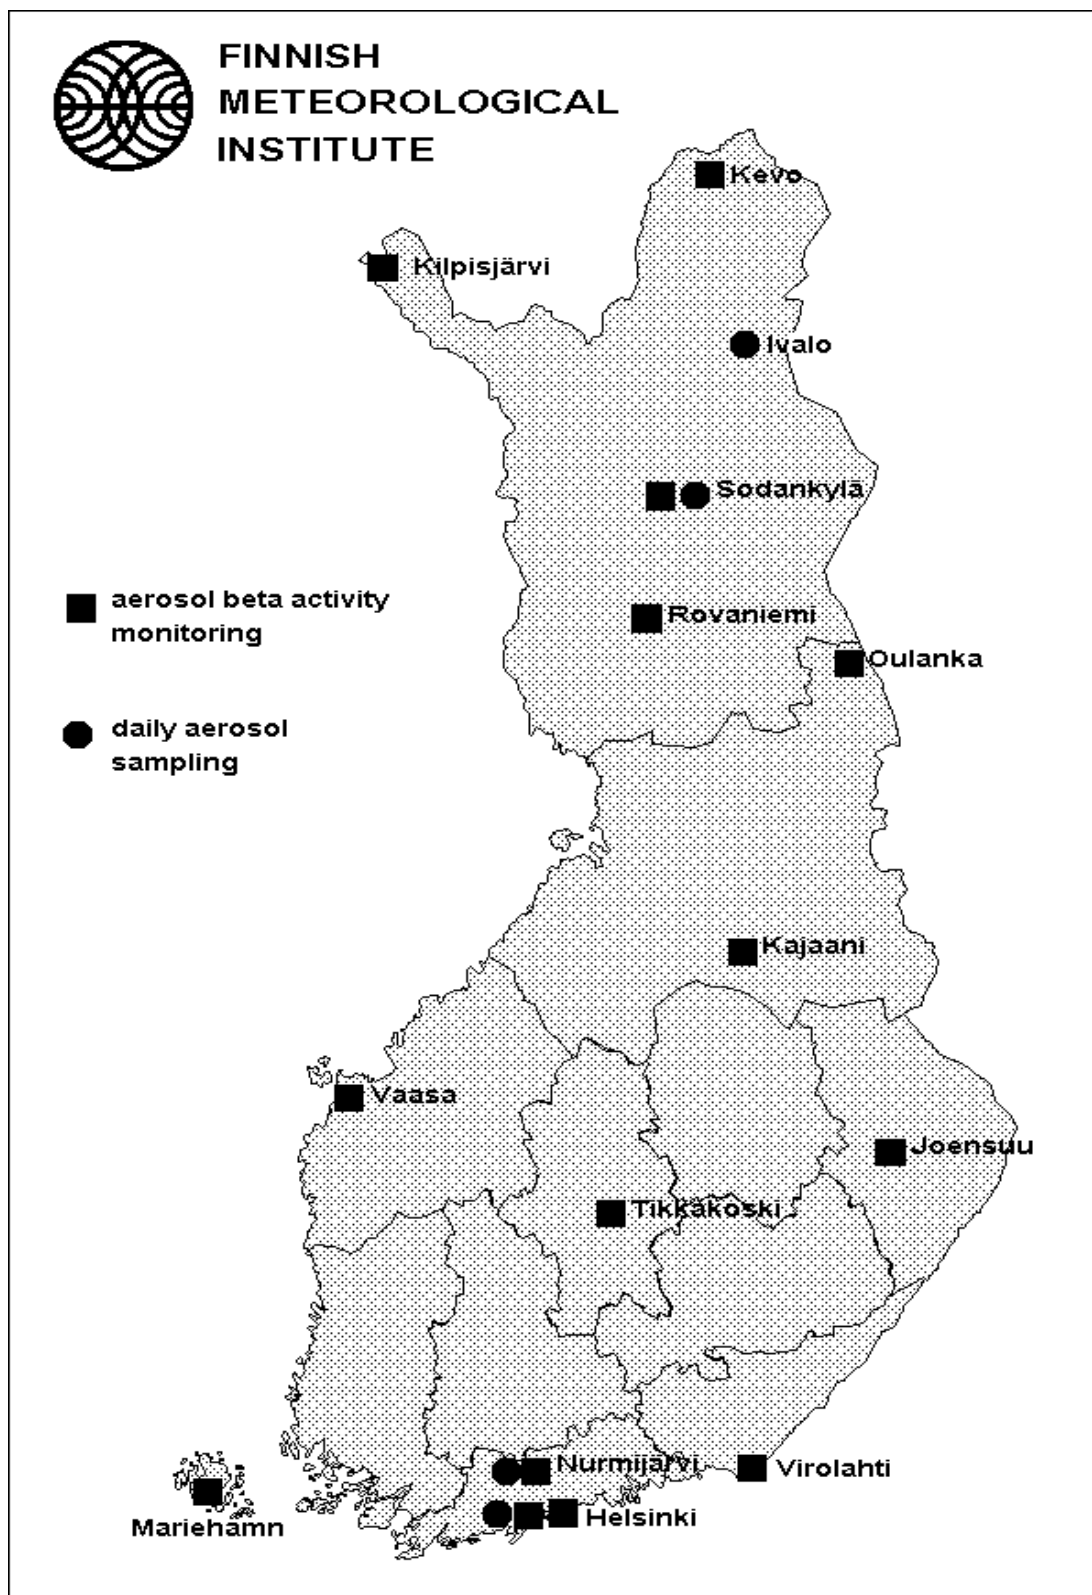 FINNISH
METEOROLOGICAL
INSTITUTE
Kevo
Kilpisjärvi
Ivalo
Sodankylä
aerosol beta activity
monitoring
Rovaniemi
Oulanka
daily aerosol
sampling
Kajaani
Vaasa
Joensuu
Tikkakoski
Nurmijärvi
Virolahti
Mariehamn
Helsinki